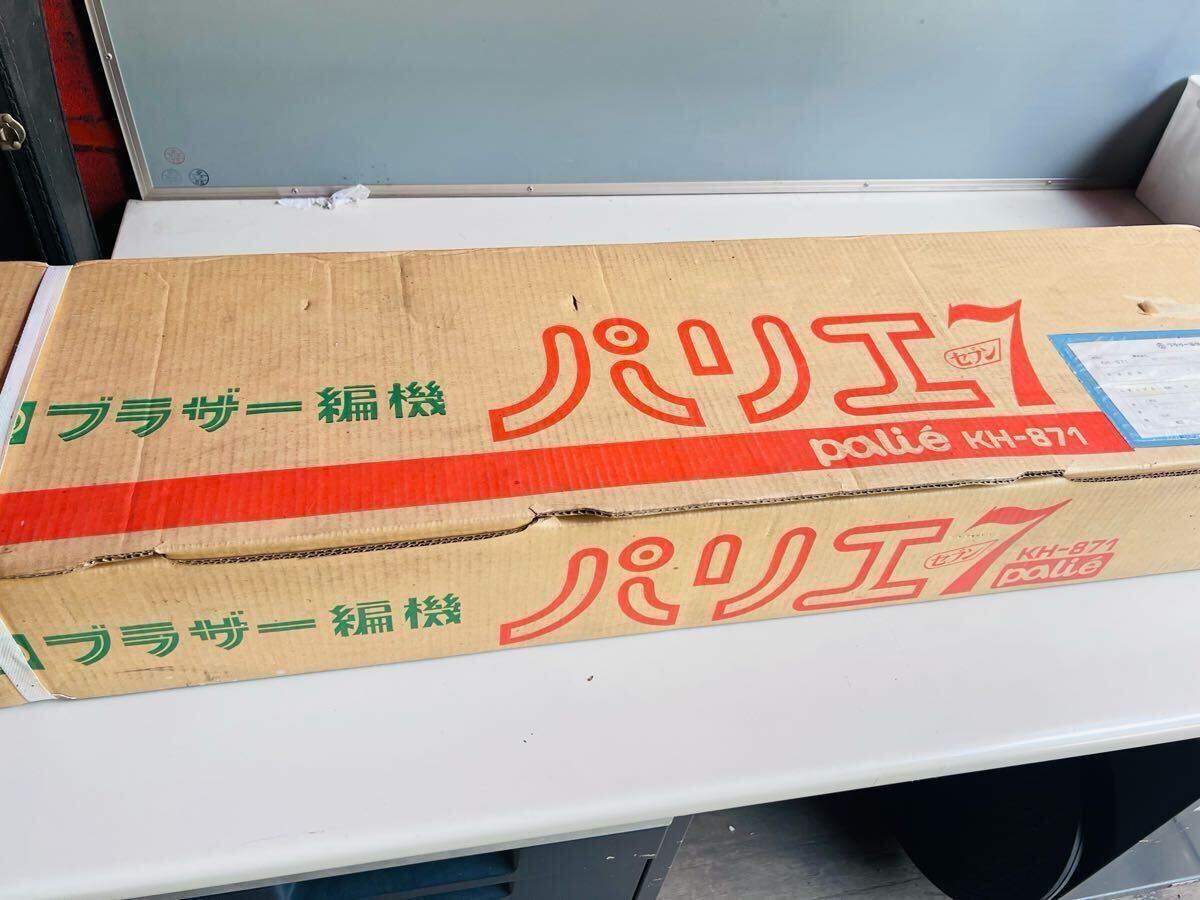 ブラザー編機
パリエ7
セブン
palié KH-871
ブラザー編機
パリエ7
セブン
KH-871
palié